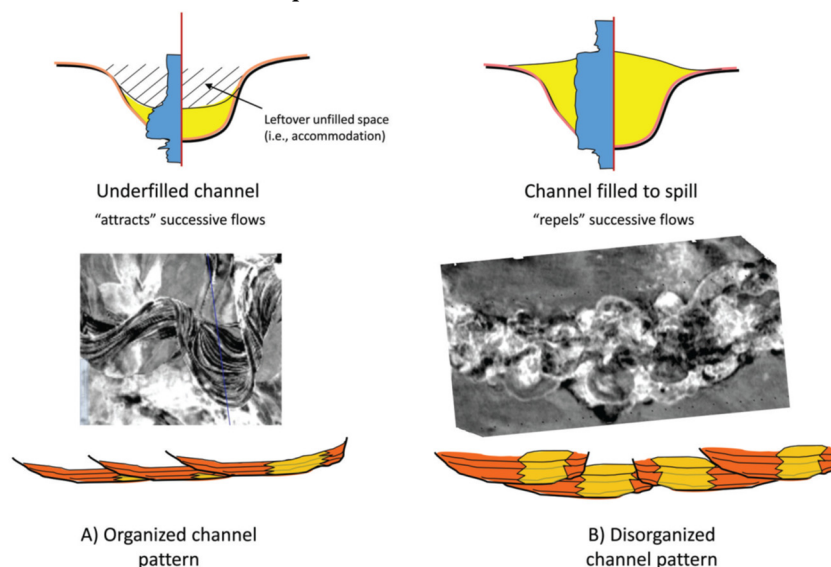 Leftover unfilled space
(i.e., accommodation)
Underfilled channel
“attracts” successive flows
Channel filled to spill
“repels” successive flows
A) Organized channel
pattern
B) Disorganized
channel pattern